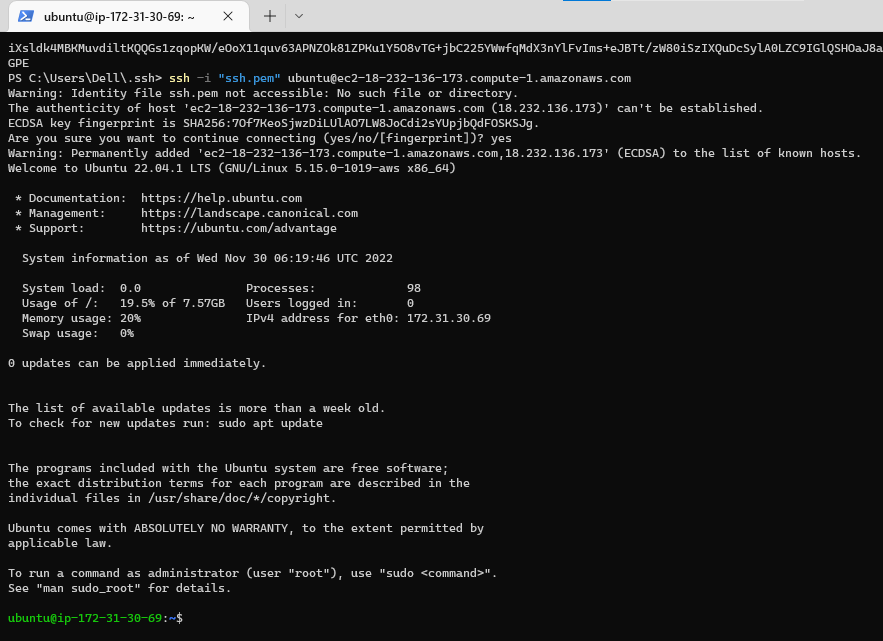 ubuntu@ip-172-31-30-69: ~
iXsldk4MBKMuvdiltKQQGs1zqopKW/eOoX11quv63APNZOk81ZPKu1Y5O8vTG+jbC225YWwfqMdX3nYlFvIms+eJBTt/zW80iSzIXQuDcSylA0LZC9IGlQSHOaJ8a
GPE
PS C:\Users\Dell\.ssh> ssh -i "ssh.pem" ubuntu@ec2-18-232-136-173.compute-1.amazonaws.com
Warning: Identity file ssh.pem not accessible: No such file or directory.
The authenticity of host 'ec2-18-232-136-173.compute-1.amazonaws.com (18.232.136.173)' can't be established.
ECDSA key fingerprint is SHA256:7Of7KeoSjwzDiLUlAO7LW8JoCdi2sYUpjbQdFOSKSJg.
Are you sure you want to continue connecting (yes/no/[fingerprint])? yes
Warning: Permanently added 'ec2-18-232-136-173.compute-1.amazonaws.com,18.232.136.173' (ECDSA) to the list of known hosts.
Welcome to Ubuntu 22.04.1 LTS (GNU/Linux 5.15.0-1019-aws x86_64)
* Documentation: https://help.ubuntu.com
* Management: https://landscape.canonical.com
* Support: https://ubuntu.com/advantage
System information as of Wed Nov 30 06:19:46 UTC 2022
System load: 0.0 Processes: 98
Usage of /: 19.5% of 7.57GB Users logged in: 0
Memory usage: 20% IPv4 address for eth0: 172.31.30.69
Swap usage: 0%
0 updates can be applied immediately.
The list of available updates is more than a week old.
To check for new updates run: sudo apt update
The programs included with the Ubuntu system are free software;
the exact distribution terms for each program are described in the
individual files in /usr/share/doc/*/copyright.
Ubuntu comes with ABSOLUTELY NO WARRANTY, to the extent permitted by
applicable law.
To run a command as administrator (user "root"), use "sudo <command>".
See "man sudo_root" for details.
ubuntu@ip-172-31-30-69:~$